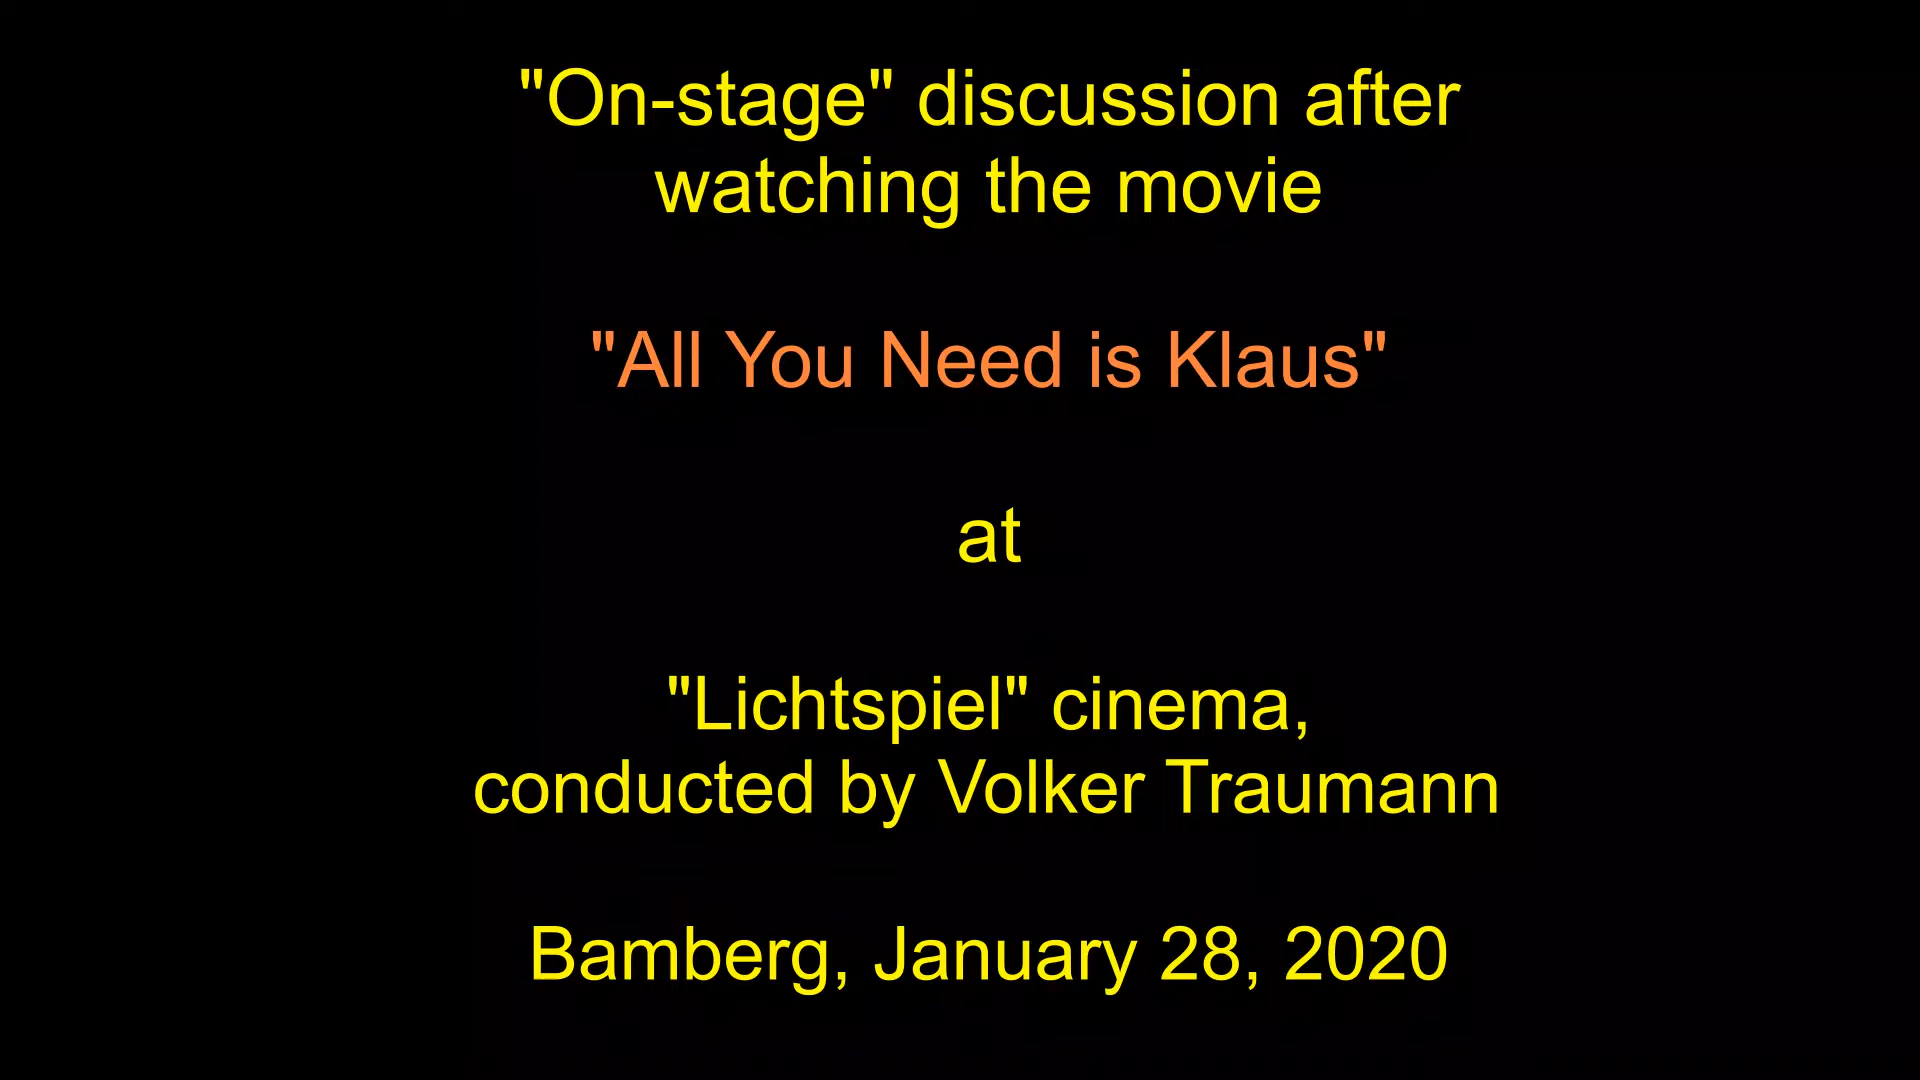 "On-stage" discussion after
watching the movie
"All You Need is Klaus"
at
"Lichtspiel" cinema,
conducted by Volker Traumann
Bamberg, January 28, 2020